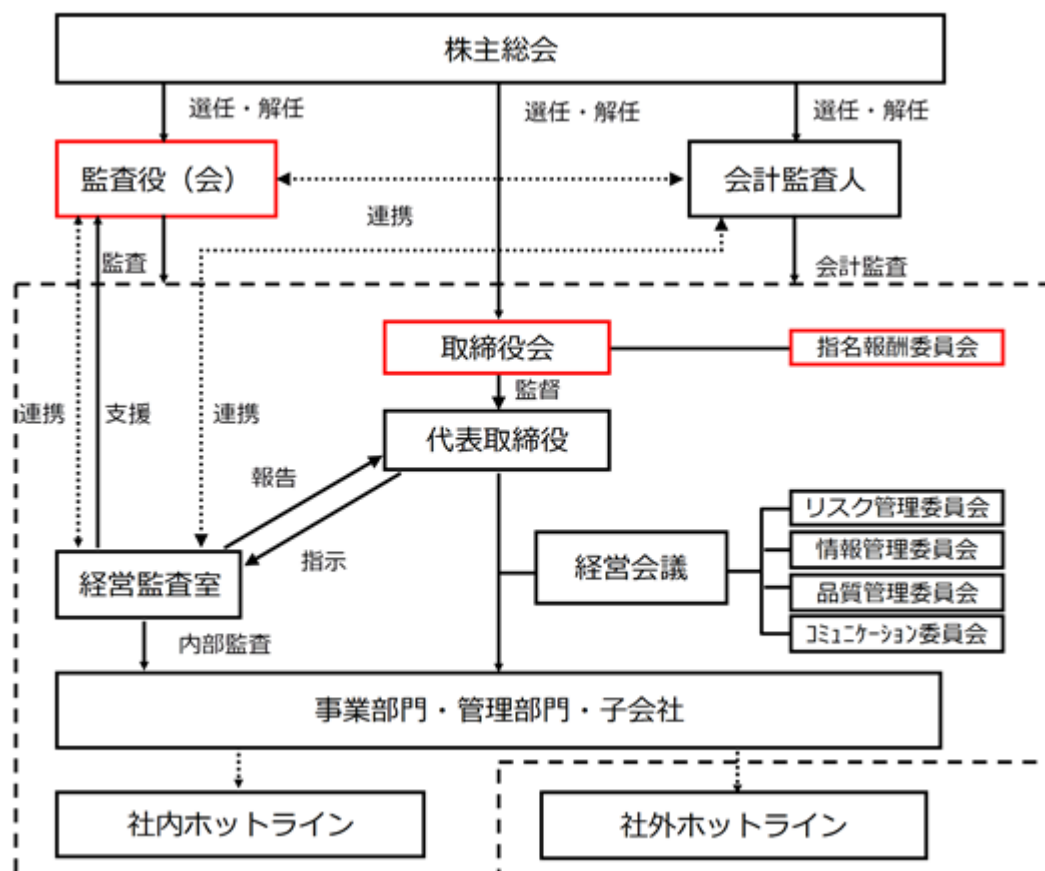 株主総会
選任・解任
選任・解任
選任・解任
監査役（会）
会計監査人
連携
監査
会計監査
取締役会
指名報酬委員会
監督
連携
支援
連携
代表取締役
報告
指示
リスク管理委員会
経営会議
情報管理委員会
経営監査室
品質管理委員会
ｺﾐｭﾆｹｰｼｮﾝ委員会
内部監査
事業部門・管理部門・子会社
社内ホットライン
社外ホットライン